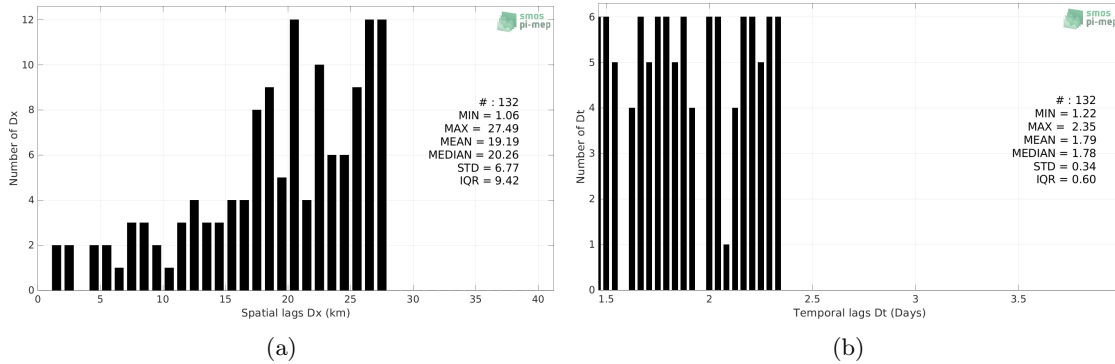 12
10
8
6
4
2
0
Number of Dx
smos
pi-mep
# : 132
MIN = 1.06
MAX = 27.49
MEAN = 19.19
MEDIAN = 20.26
STD = 6.77
IQR = 9.42
0 5 10 15 20 25 30 35 40
Spatial lags Dx (km)
(a)
6
5
4
3
2
1
0
Number of Dt
smos
pi-mep
# : 132
MIN = 1.22
MAX = 2.35
MEAN = 1.79
MEDIAN = 1.78
STD = 0.34
IQR = 0.60
1.5 2 2.5 3 3.5
Temporal lags Dt (Days)
(b)